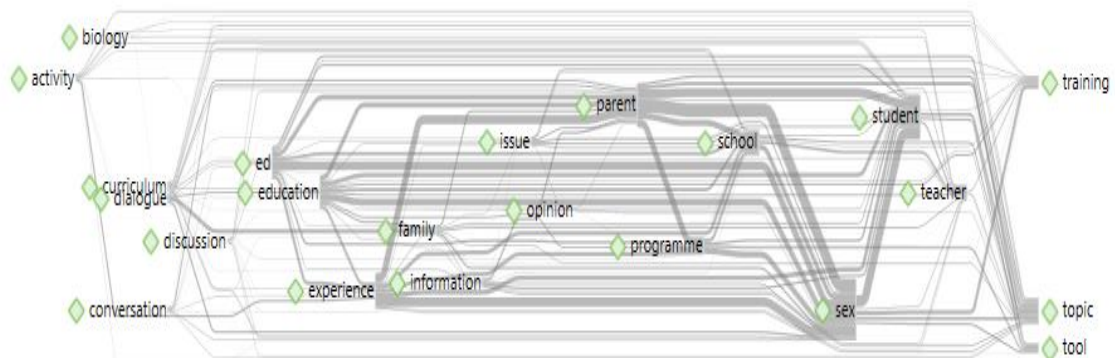 biology
activity
training
parent
student
issue
school
ed
curriculum
dialogue
education
teacher
opinion
family
discussion
programme
information
experience
conversation
sex
topic
tool